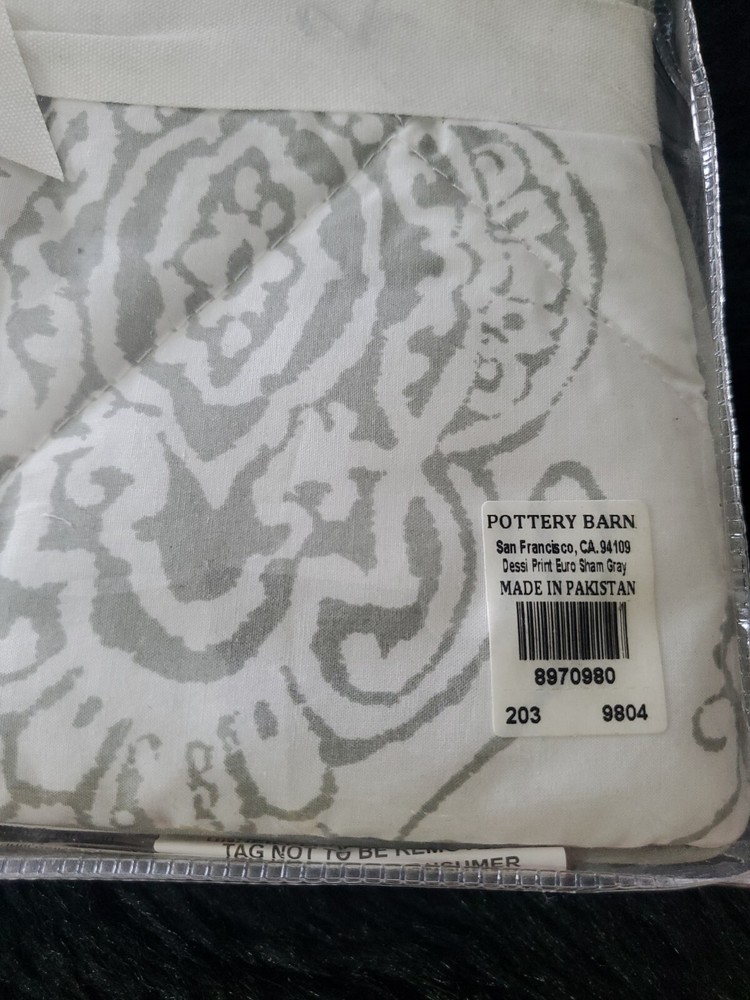 POTTERY BARN
San Francisco, CA. 94109
Dessi Print Euro Sham Gray
MADE IN PAKISTAN
8970980
203 9804
TAG NOT TO BE
CONSUMER